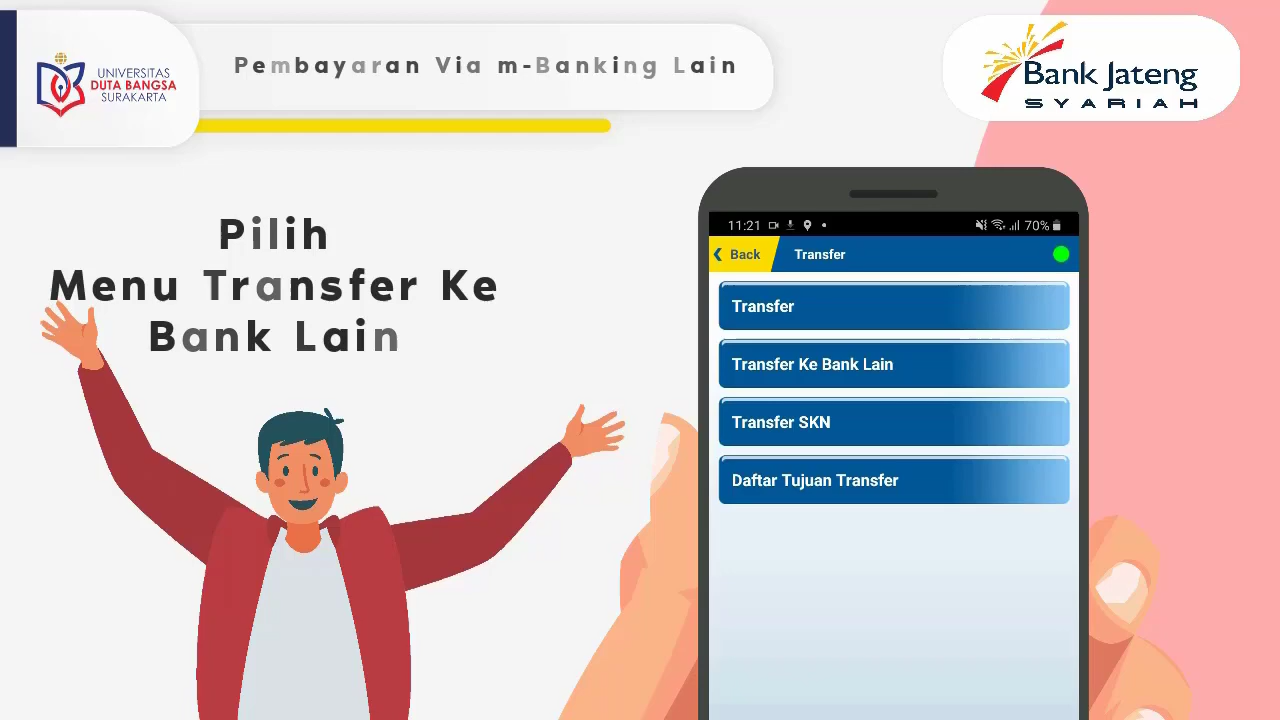 UNIVERSITAS
DUTA BANGSA
SURAKARTA
Pembayaran Via m-Banking Lain
Bank Jateng
SYARIAH
Pilih
Menu Transfer Ke
Bank Lain
11:21
70%
Back
Transfer
Transfer
Transfer Ke Bank Lain
Transfer SKN
Daftar Tujuan Transfer